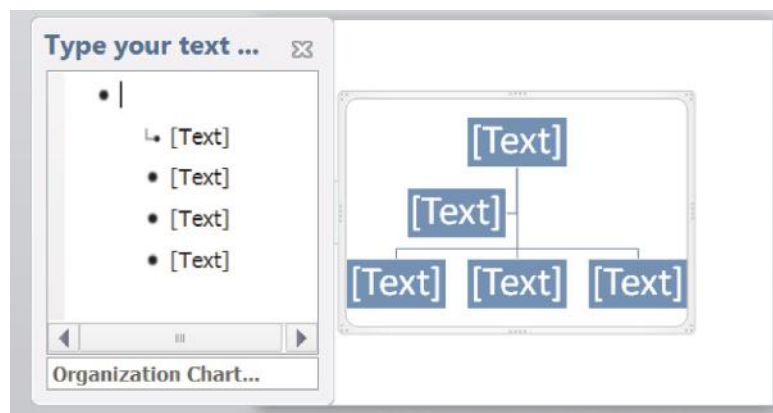 Type your text ...
[Text]
[Text]
[Text]
[Text]
Organization Chart...
[Text]
[Text]
[Text] [Text] [Text]